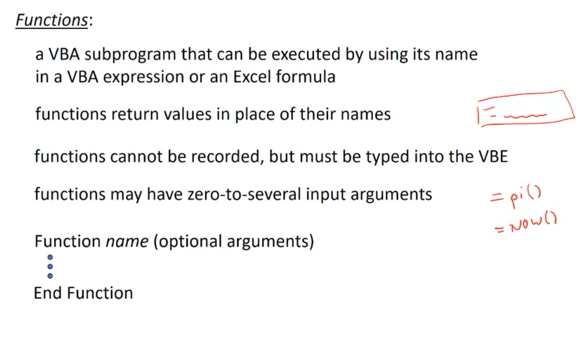 Functions:
a VBA subprogram that can be executed by using its name
in a VBA expression or an Excel formula
functions return values in place of their names
=
functions cannot be recorded, but must be typed into the VBE
functions may have zero-to-several input arguments
=pi()
=NOW()
Function name (optional arguments)
End Function